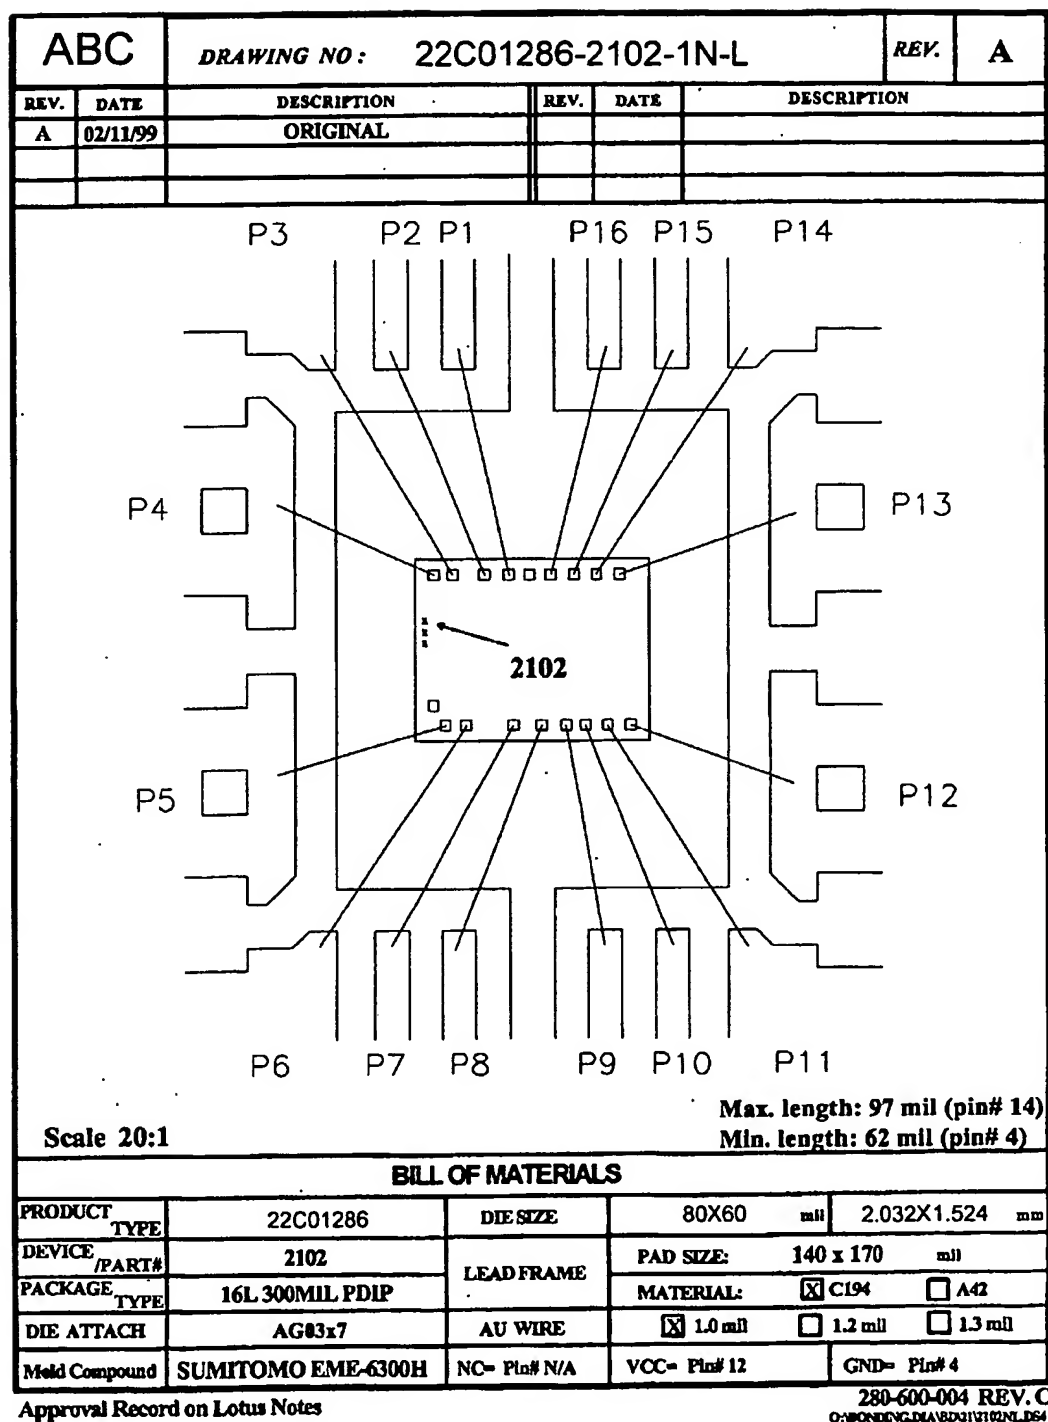 ABC DRAWING NO: 22C01286-2102-1N-L REV. A
REV. DATE DESCRIPTION REV. DATE DESCRIPTION
A 02/11/99 ORIGINAL
P3 P2 P1 P16 P15 P14
P4 P13
x
x
x
2102
P5 P12
P6 P7 P8 P9 P10 P11
Max. length: 97 mil (pin# 14)
Scale 20:1 Min. length: 62 mil (pin# 4)
BILL OF MATERIALS
PRODUCT TYPE 22C01286 DIE SIZE 80X60 mil 2.032X1.524 mm
DEVICE /PART# 2102 LEAD FRAME PAD SIZE: 140 x 170 mil
PACKAGE TYPE 16L 300MIL PDIP MATERIAL: X C194 A42
DIE ATTACH AG03x7 AU WIRE X 1.0 mil 1.2 mil 1.3 mil
Mold Compound SUMITOMO EME-6300H NC= Pin# N/A VCC= Pin# 12 GND= Pin# 4
Approval Record on Lotus Notes 280-600-004 REV. C